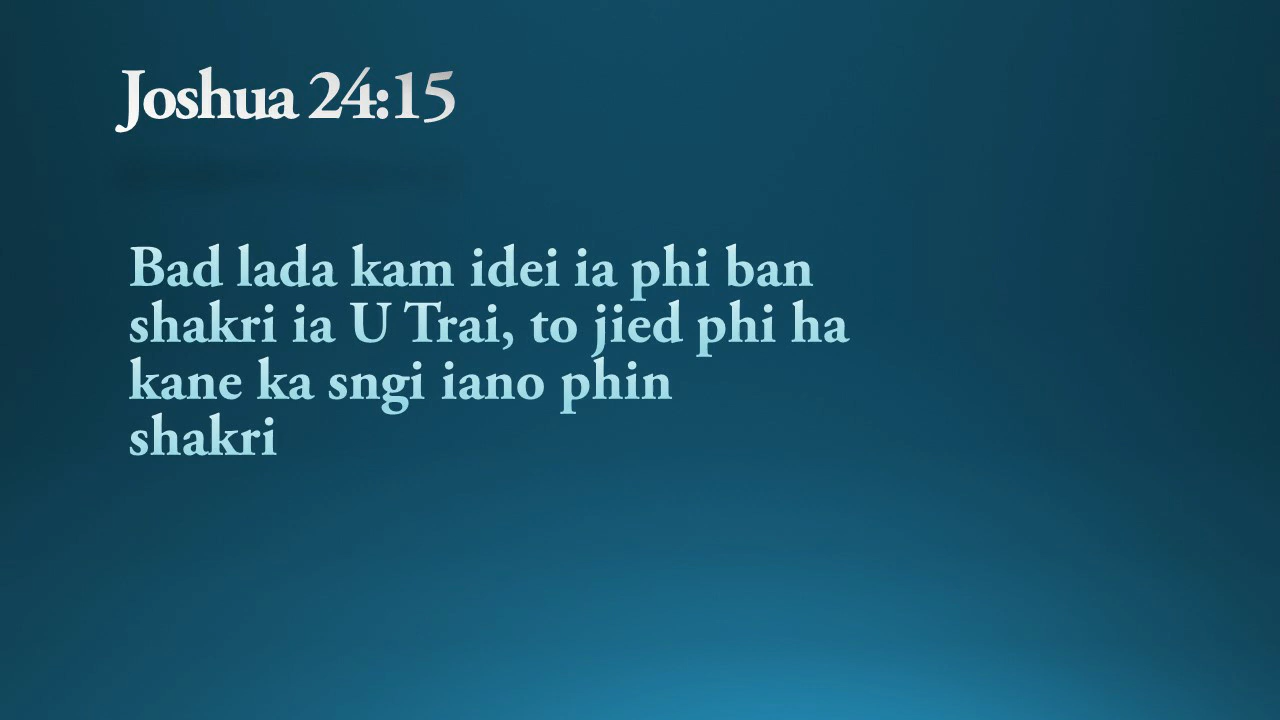 Joshua 24:15
Bad lada kam idei ia phi ban
shakri ia U Trai, to jied phi ha
kane ka sngi iano phin
shakri